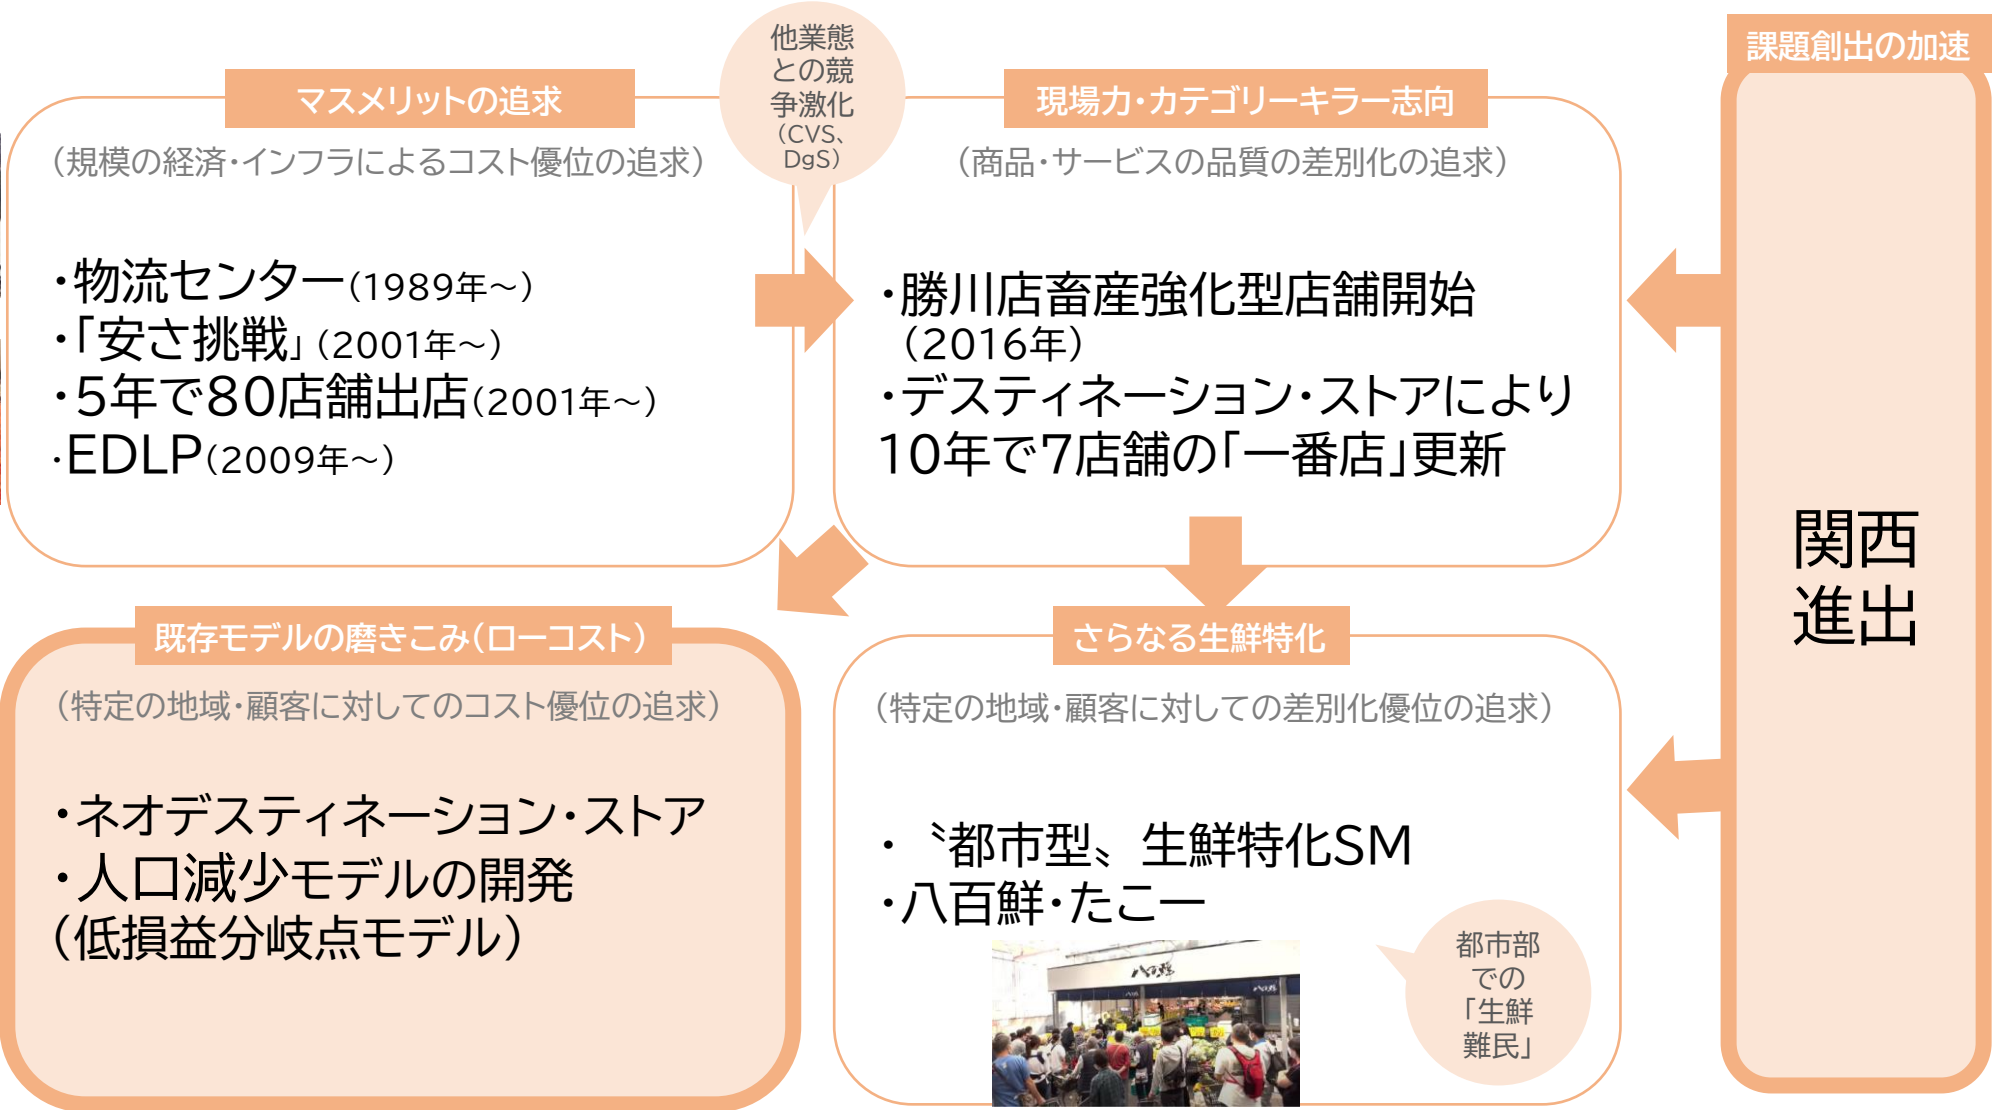 マスメリットの追求
(規模の経済・インフラによるコスト優位の追求)
・物流センター(1989年～)
・「安さ挑戦」(2001年～)
・5年で80店舗出店(2001年～)
・EDLP(2009年～)
他業態
との競
争激化
(CVS、
DgS)
現場力・カテゴリーキラー志向
(商品・サービスの品質の差別化の追求)
・勝川店畜産強化型店舗開始
(2016年)
・デスティネーション・ストアにより
10年で7店舗の「一番店」更新
課題創出の加速
関西
進出
既存モデルの磨きこみ(ローコスト)
(特定の地域・顧客に対してのコスト優位の追求)
・ネオデスティネーション・ストア
・人口減少モデルの開発
(低損益分岐点モデル)
さらなる生鮮特化
(特定の地域・顧客に対しての差別化優位の追求)
・〝都市型〟生鮮特化SM
・八百鮮・たこ一
八百鮮
都市部
での
「生鮮
難民」